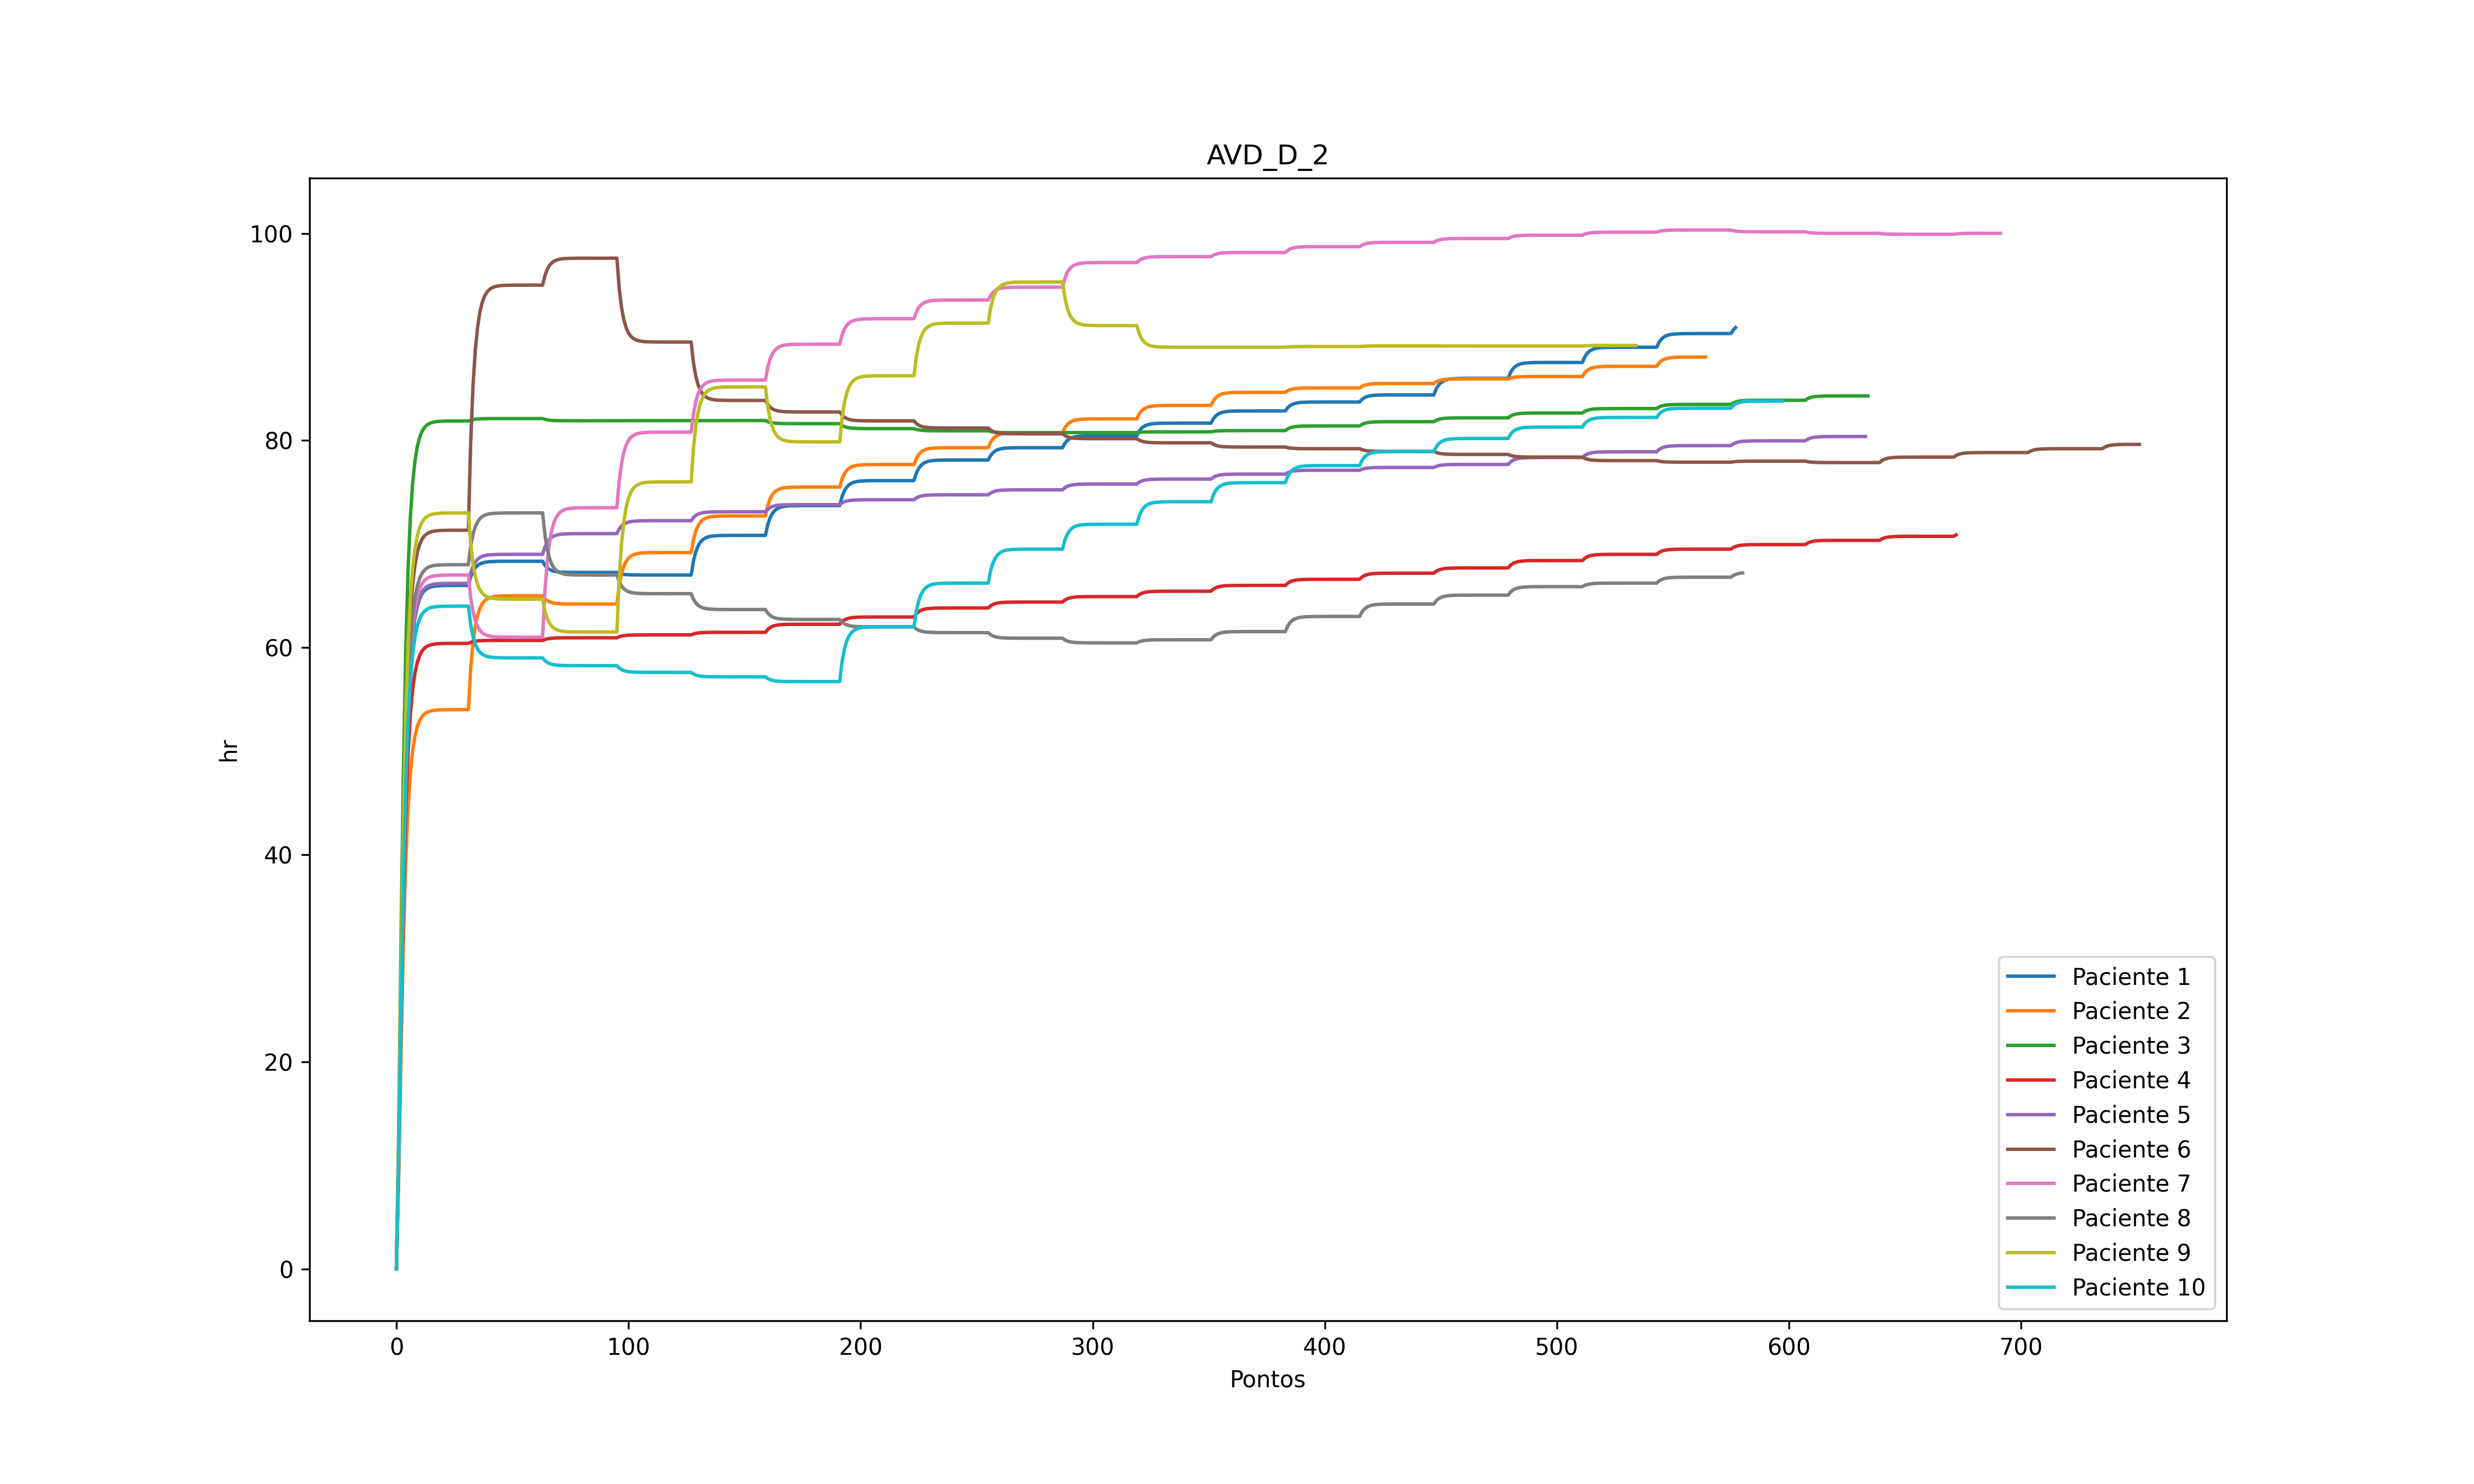 AVD_D_2
hr
100
80
60
40
20
0
0 100 200 300 400 500 600 700
Pontos
Paciente 1
Paciente 2
Paciente 3
Paciente 4
Paciente 5
Paciente 6
Paciente 7
Paciente 8
Paciente 9
Paciente 10